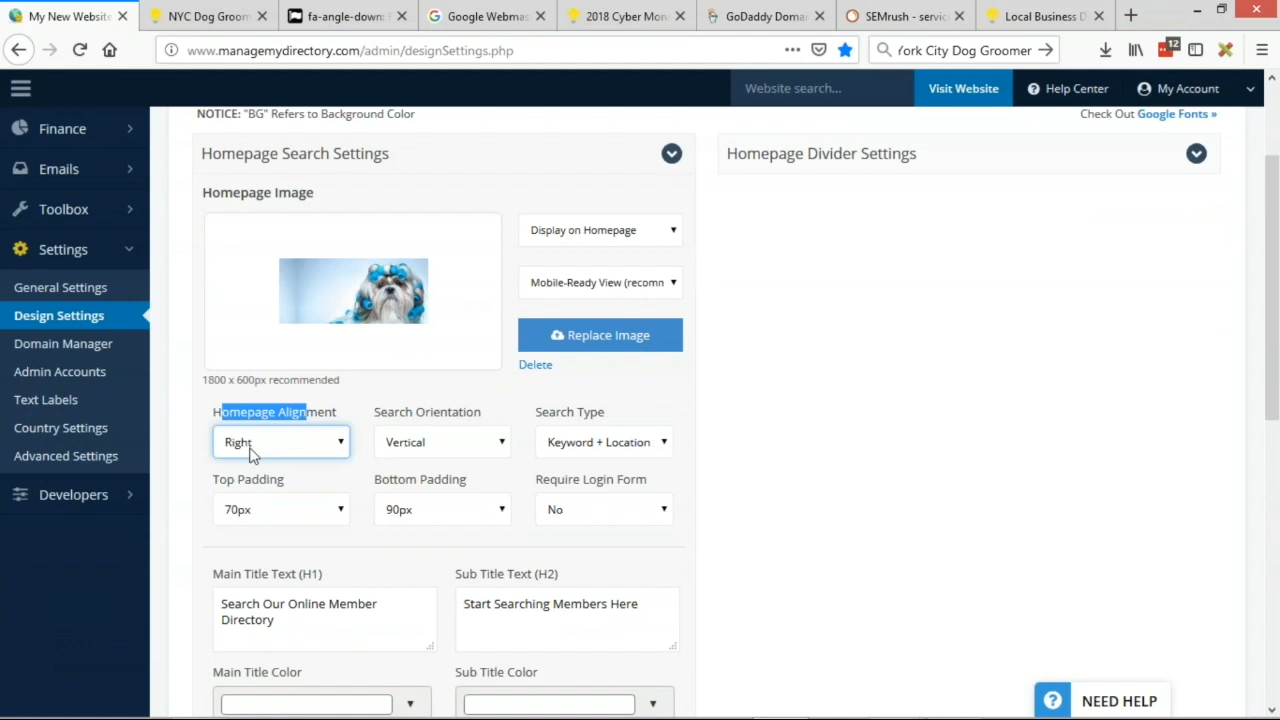 My New Website
NYC Dog Groom
fa-angle-down: F
Google Webmas
2018 Cyber Mon
GoDaddy Domai
SEMrush - servic
Local Business D
www.managemydirectory.com/admin/designSettings.php
York City Dog Groomer
12
Website search...
Visit Website
Help Center
My Account
NOTICE: "BG" Refers to Background Color
Check Out Google Fonts »
Finance
Emails
Toolbox
Settings
General Settings
Design Settings
Domain Manager
Admin Accounts
Text Labels
Country Settings
Advanced Settings
Developers
Homepage Search Settings
Homepage Divider Settings
Homepage Image
Display on Homepage
Mobile-Ready View (recomn
Replace Image
Delete
1800 x 600px recommended
Homepage Alignment
Search Orientation
Search Type
Right
Vertical
Keyword + Location
Top Padding
Bottom Padding
Require Login Form
70px
90px
No
Main Title Text (H1)
Sub Title Text (H2)
Search Our Online Member
Directory
Start Searching Members Here
Main Title Color
Sub Title Color
NEED HELP